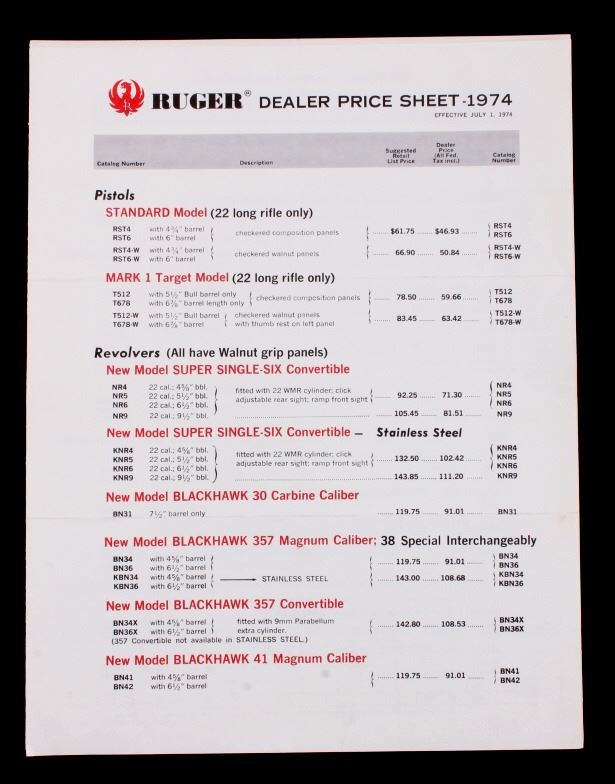 RUGER® DEALER PRICE SHEET-1974
EFFECTIVE JULY 1, 1974
Catalog Number Description Suggested Retail List Price Dealer Price (All Fed. Tax incl.) Catalog Number
Pistols
STANDARD Model (22 long rifle only)
RST4 with 4¾" barrel
RST6 with 6" barrel
checkered composition panels $61.75 $46.93 RST4 RST6
RST4-W with 4¾" barrel
RST6-W with 6" barrel
checkered walnut panels 66.90 50.84 RST4-W RST6-W
MARK 1 Target Model (22 long rifle only)
T512 with 5½" Bull barrel only
T678 with 6⅞" barrel length only
checkered composition panels 78.50 59.66 T512 T678
T512-W with 5½" Bull barrel
T678-W with 6⅞" barrel
checkered walnut panels
with thumb rest on left panel 83.45 63.42 T512-W T678-W
Revolvers (All have Walnut grip panels)
New Model SUPER SINGLE-SIX Convertible
NR4 22 cal.; 4⅝" bbl.
NR5 22 cal.; 5½" bbl.
NR6 22 cal.; 6½" bbl.
fitted with 22 WMR cylinder; click
adjustable rear sight; ramp front sight 92.25 71.30 NR4 NR5 NR6
NR9 22 cal.; 9½" bbl. 105.45 81.51 NR9
New Model SUPER SINGLE-SIX Convertible – Stainless Steel
KNR4 22 cal.; 4⅝" bbl.
KNR5 22 cal.; 5½" bbl.
KNR6 22 cal.; 6½" bbl.
fitted with 22 WMR cylinder; click
adjustable rear sight; ramp front sight 132.50 102.42 KNR4 KNR5 KNR6
KNR9 22 cal.; 9½" bbl. 143.85 111.20 KNR9
New Model BLACKHAWK 30 Carbine Caliber
BN31 7½" barrel only 119.75 91.01 BN31
New Model BLACKHAWK 357 Magnum Caliber; 38 Special Interchangeably
BN34 with 4⅝" barrel
BN36 with 6½" barrel
119.75 91.01 BN34 BN36
KBN34 with 4⅝" barrel
KBN36 with 6½" barrel
STAINLESS STEEL 143.00 108.68 KBN34 KBN36
New Model BLACKHAWK 357 Convertible
BN34X with 4⅝" barrel
BN36X with 6½" barrel
fitted with 9mm Parabellum
extra cylinder. 142.80 108.53 BN34X BN36X
(357 Convertible not available in STAINLESS STEEL.)
New Model BLACKHAWK 41 Magnum Caliber
BN41 with 4⅝" barrel
BN42 with 6½" barrel
119.75 91.01 BN41 BN42